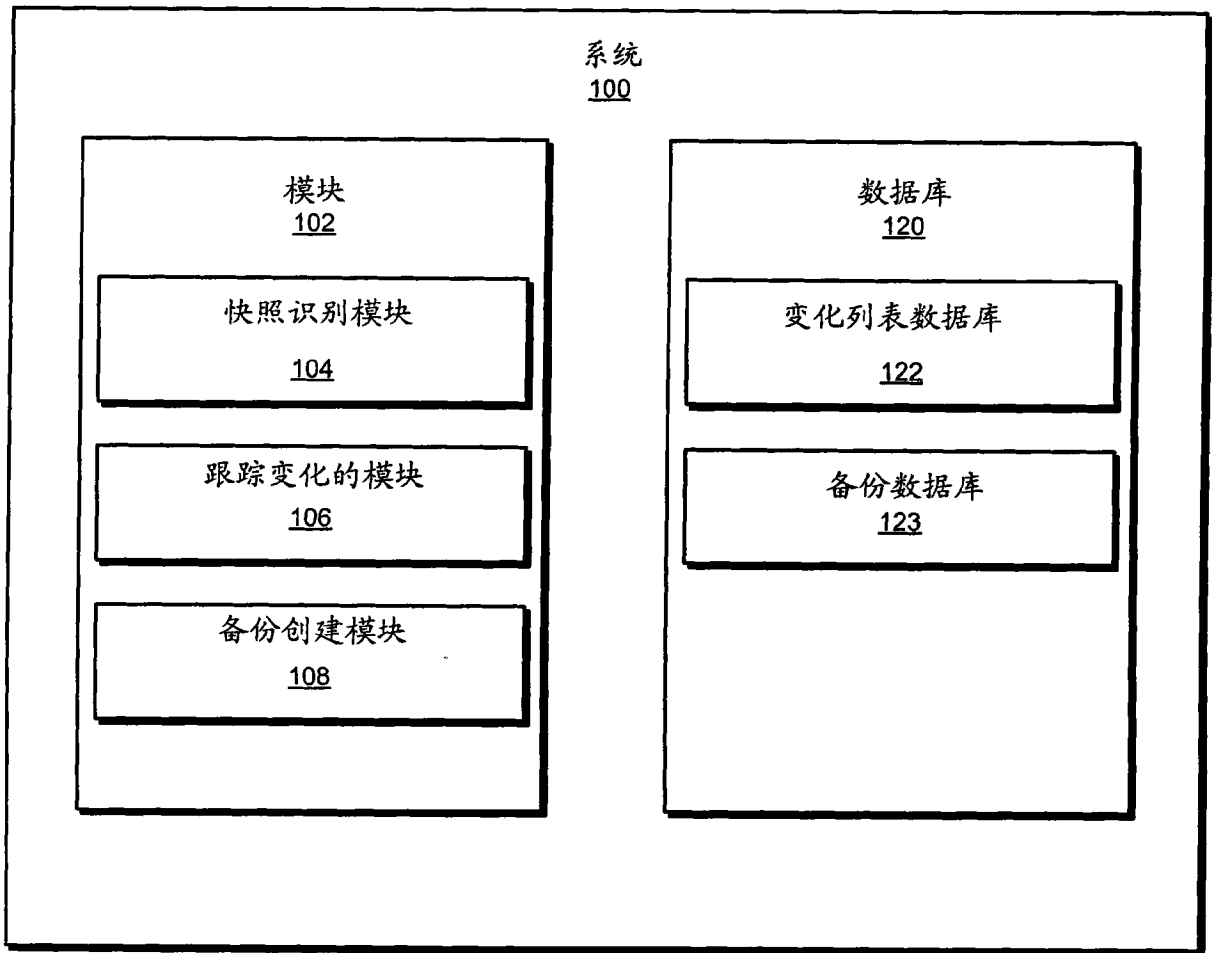 系统
100
模块
102
快照识别模块
104
跟踪变化的模块
106
备份创建模块
108
数据库
120
变化列表数据库
122
备份数据库
123